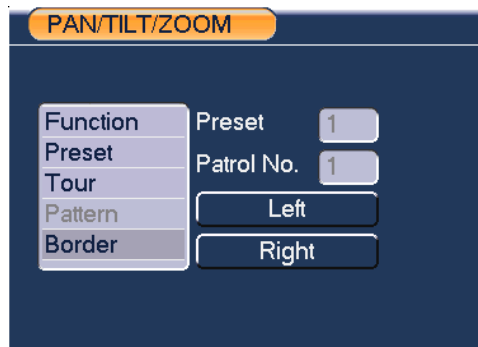 PAN/TILT/ZOOM
Function
Preset
Tour
Pattern
Border
Preset 1
Patrol No. 1
Left
Right